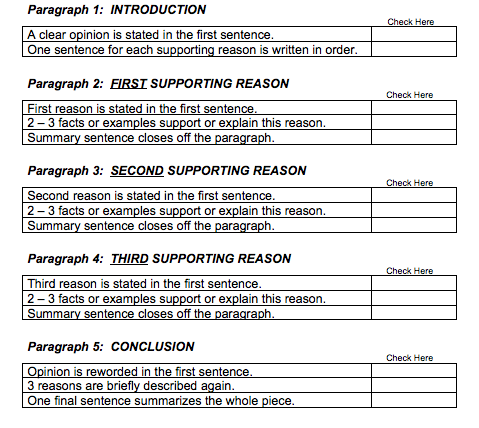 Paragraph 1: INTRODUCTION
Check Here
A clear opinion is stated in the first sentence.
One sentence for each supporting reason is written in order.
Paragraph 2: FIRST SUPPORTING REASON
Check Here
First reason is stated in the first sentence.
2 – 3 facts or examples support or explain this reason.
Summary sentence closes off the paragraph.
Paragraph 3: SECOND SUPPORTING REASON
Check Here
Second reason is stated in the first sentence.
2 – 3 facts or examples support or explain this reason.
Summary sentence closes off the paragraph.
Paragraph 4: THIRD SUPPORTING REASON
Check Here
Third reason is stated in the first sentence.
2 – 3 facts or examples support or explain this reason.
Summary sentence closes off the paragraph.
Paragraph 5: CONCLUSION
Check Here
Opinion is reworded in the first sentence.
3 reasons are briefly described again.
One final sentence summarizes the whole piece.